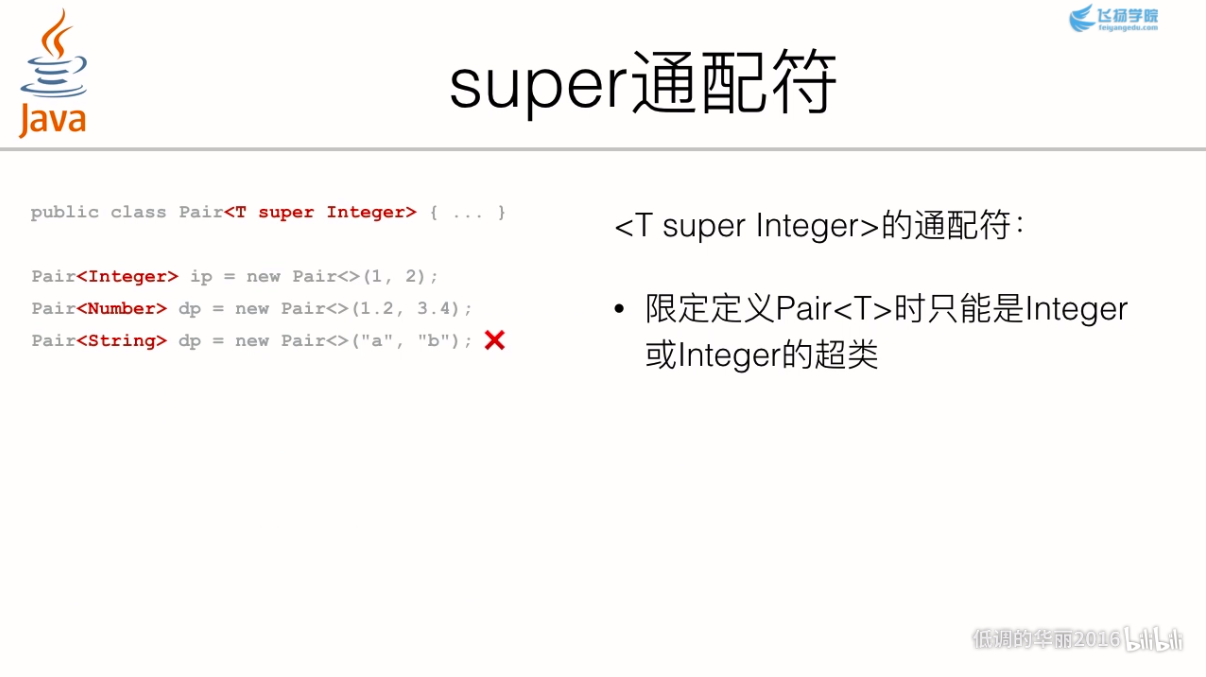 Java
飞扬学院
feiyangedu.com
super通配符
public class Pair<T super Integer> { ... }
Pair<Integer> ip = new Pair<>(1, 2);
Pair<Number> dp = new Pair<>(1.2, 3.4);
Pair<String> dp = new Pair<>("a", "b");
<T super Integer>的通配符：
• 限定定义Pair<T>时只能是Integer
或Integer的超类
低调的华丽2016 bilibili